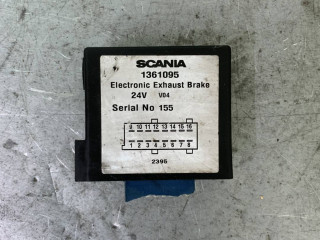 SCANIA
1361095
Electronic Exhaust Brake
24V V04
Serial No 155
9 10 11 12 13 14 15 16
1 2 3 4 5 6 7 8
2396